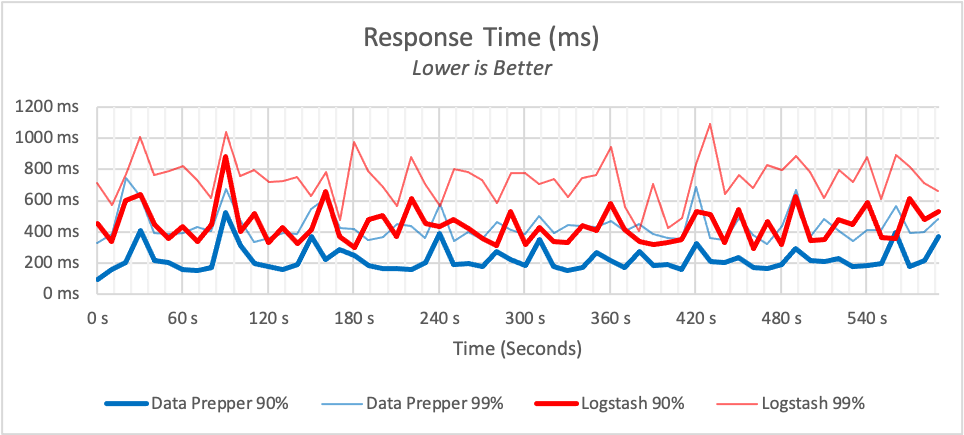 Response Time (ms)
Lower is Better
1200 ms
1000 ms
800 ms
600 ms
400 ms
200 ms
0 ms
0 s 60 s 120 s 180 s 240 s 300 s 360 s 420 s 480 s 540 s
Time (Seconds)
Data Prepper 90% Data Prepper 99% Logstash 90% Logstash 99%